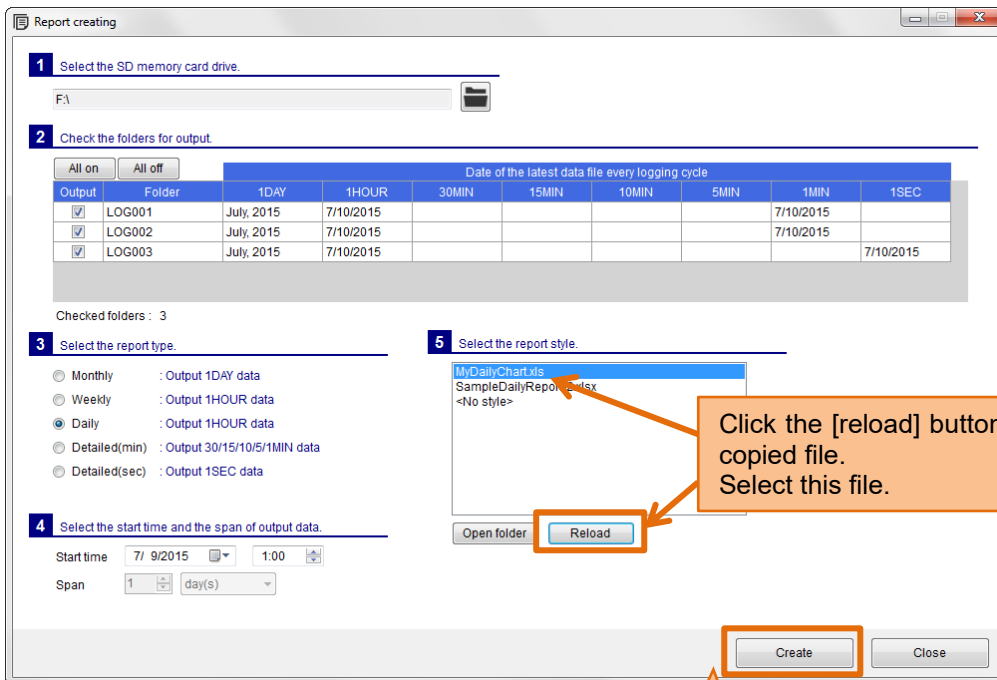 Report creating
1 Select the SD memory card drive.
F:\
2 Check the folders for output.
All on All off Date of the latest data file every logging cycle
Output Folder 1DAY 1HOUR 30MIN 15MIN 10MIN 5MIN 1MIN 1SEC
LOG001 July, 2015 7/10/2015 7/10/2015
LOG002 July, 2015 7/10/2015 7/10/2015
LOG003 July, 2015 7/10/2015 7/10/2015
Checked folders : 3
3 Select the report type.
Monthly : Output 1DAY data
Weekly : Output 1HOUR data
Daily : Output 1HOUR data
Detailed(min) : Output 30/15/10/5/1MIN data
Detailed(sec) : Output 1SEC data
4 Select the start time and the span of output data.
Start time 7/ 9/2015 1:00
Span 1 day(s)
5 Select the report style.
MyDailyChart.xls
<No style>
Click the [reload] button
copied file.
Select this file.
Open folder Reload
Create Close